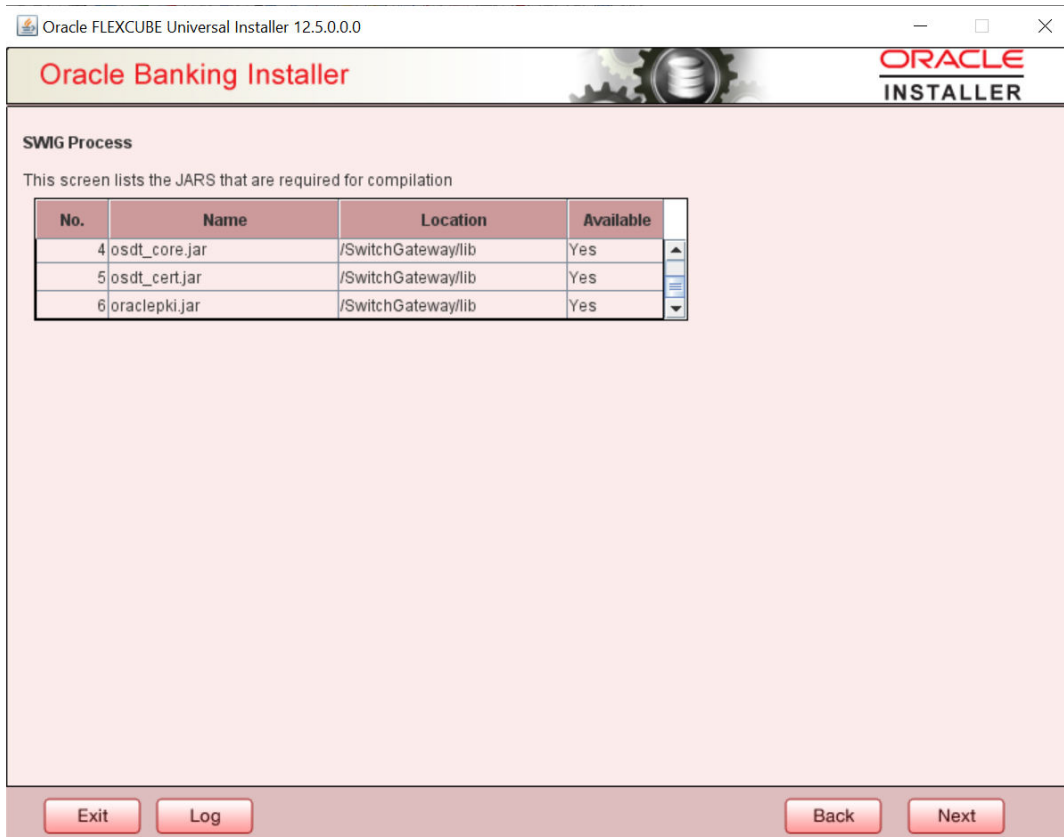 Oracle FLEXCUBE Universal Installer 12.5.0.0.0
Oracle Banking Installer
ORACLE
INSTALLER
SWIG Process
This screen lists the JARS that are required for compilation
No. Name Location Available
4 osdt_core.jar /SwitchGateway/lib Yes
5 osdt_cert.jar /SwitchGateway/lib Yes
6 oraclepki.jar /SwitchGateway/lib Yes
Exit Log Back Next